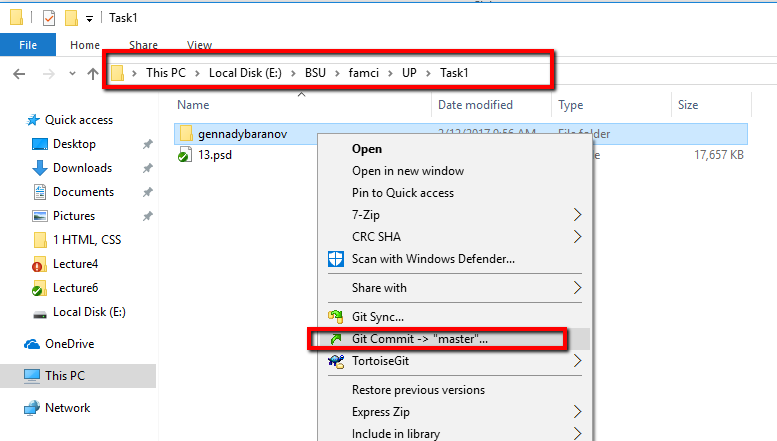 Task1
File Home Share View
This PC Local Disk (E:) BSU famci UP Task1
Name Date modified Type Size
Quick access
gennadybaranov 2/13/2017 9:56 AM File folder
Desktop
13.psd 17,657 KB
Downloads
Documents
Pictures
1 HTML, CSS
Lecture4
Lecture6
Local Disk (E:)
OneDrive
This PC
Network
Open
Open in new window
Pin to Quick access
7-Zip
CRC SHA
Scan with Windows Defender...
Share with
Git Sync...
Git Commit -> "master"...
TortoiseGit
Restore previous versions
Express Zip
Include in library